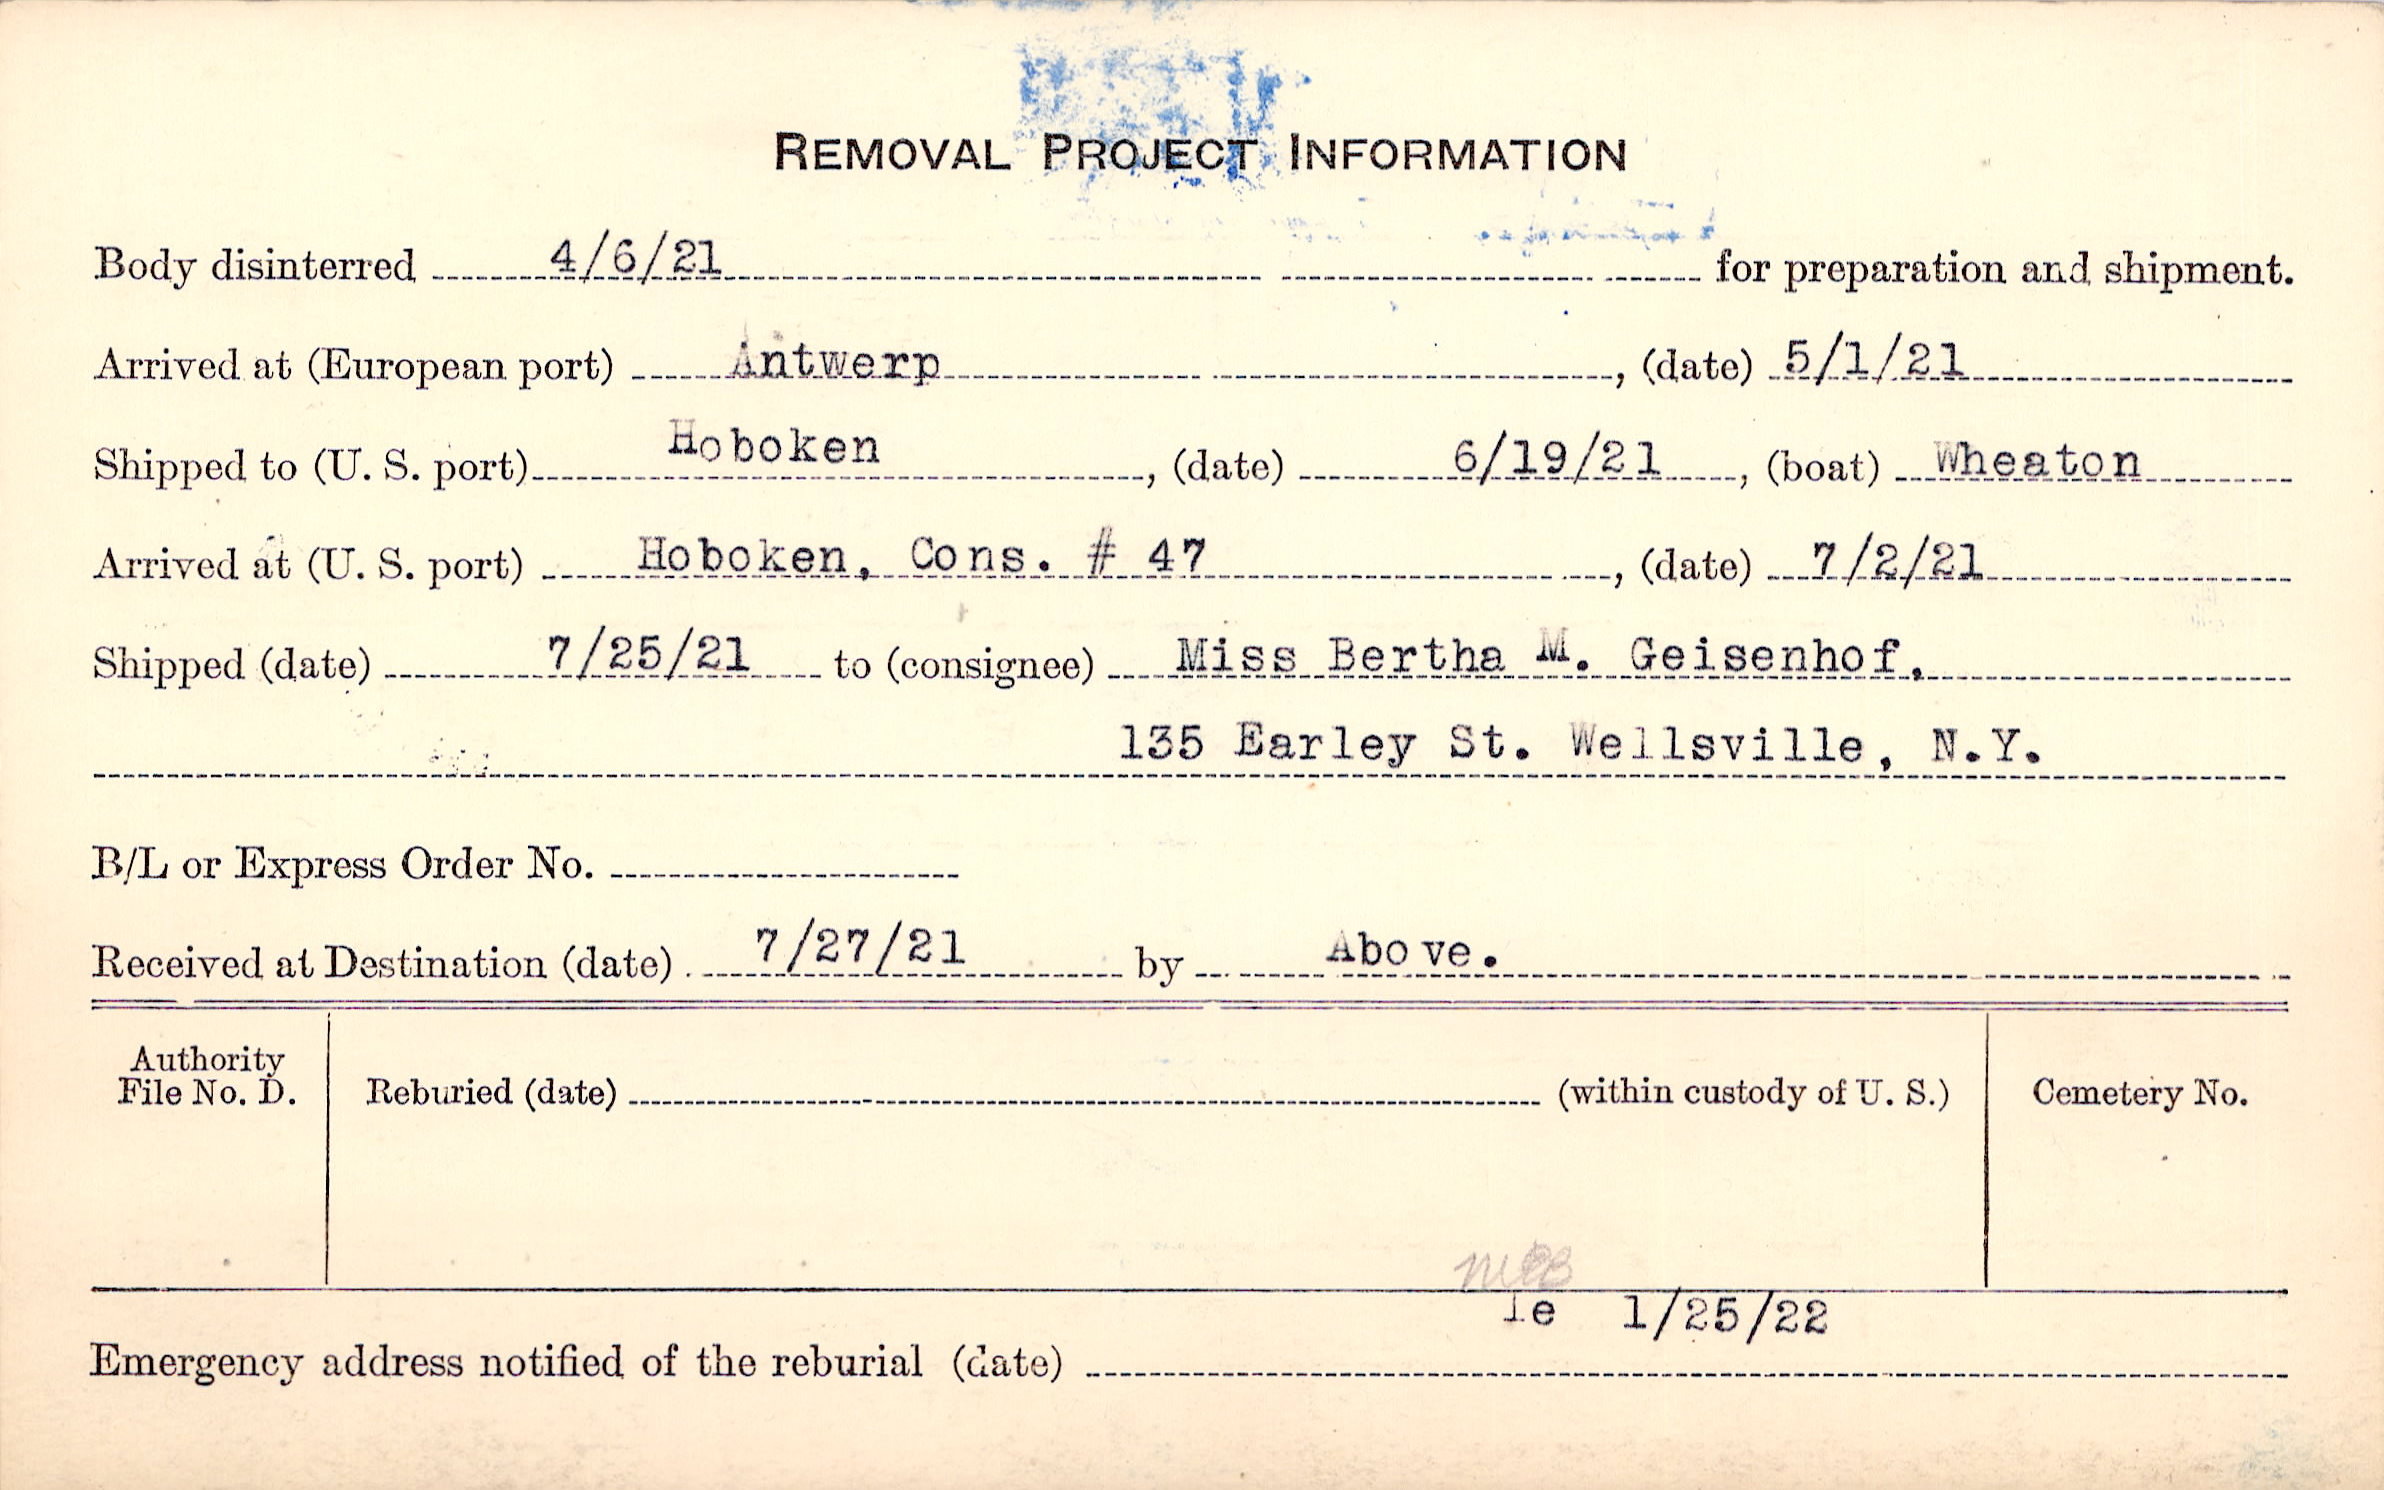 REMOVAL PROJECT INFORMATION
Body disinterred 4/6/21 for preparation and shipment.
Arrived at (European port) Antwerp, (date) 5/1/21
Shipped to (U. S. port) Hoboken, (date) 6/19/21, (boat) Wheaton
Arrived at (U. S. port) Hoboken, Cons. # 47, (date) 7/2/21
Shipped (date) 7/25/21 to (consignee) Miss Bertha M. Geisenhof,
135 Earley St. Wellsville, N.Y.
B/L or Express Order No.
Received at Destination (date) 7/27/21 by Above.
Authority
File No. D.
Reburied (date) (within custody of U. S.)
Cemetery No.
le 1/25/22
Emergency address notified of the reburial (date)